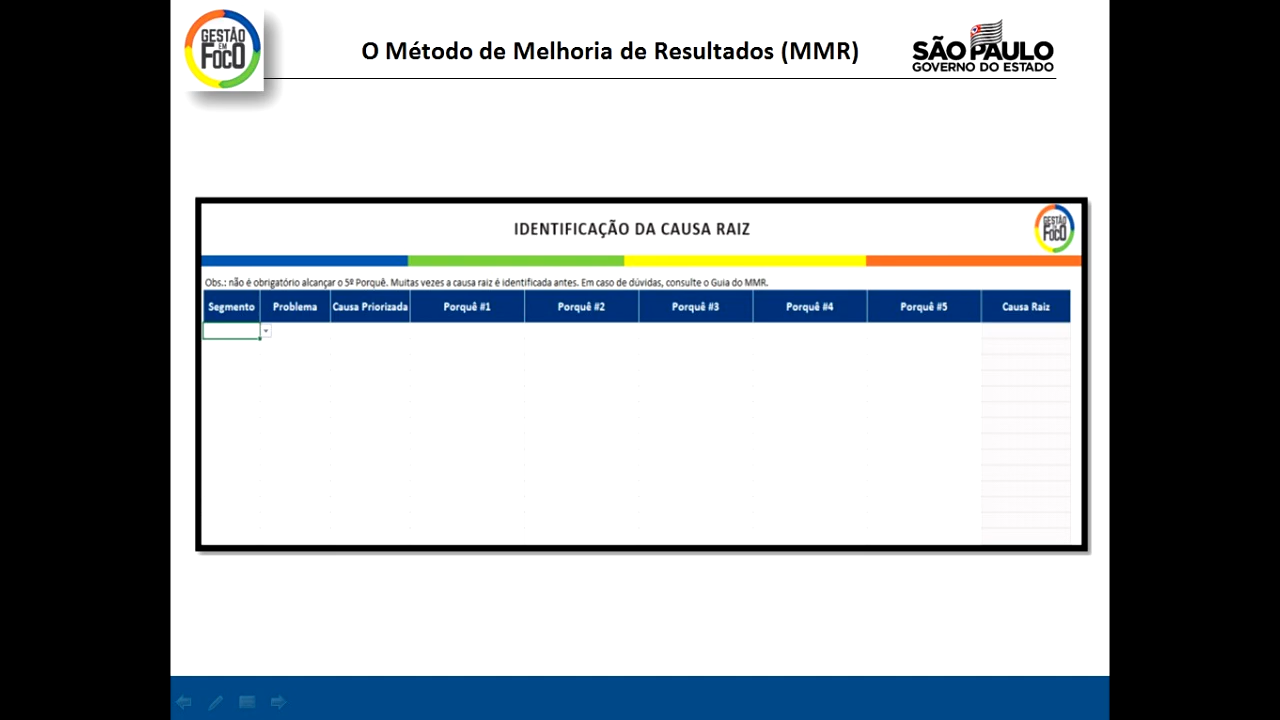 GESTÃO
EM
FOCO
O Método de Melhoria de Resultados (MMR)
SÃO PAULO
GOVERNO DO ESTADO
IDENTIFICAÇÃO DA CAUSA RAIZ
GESTÃO
EM
FOCO
Obs.: não é obrigatório alcançar o 5º Porquê. Muitas vezes a causa raiz é identificada antes. Em caso de dúvidas, consulte o Guia do MMR.
Segmento Problema Causa Priorizada Porquê #1 Porquê #2 Porquê #3 Porquê #4 Porquê #5 Causa Raiz